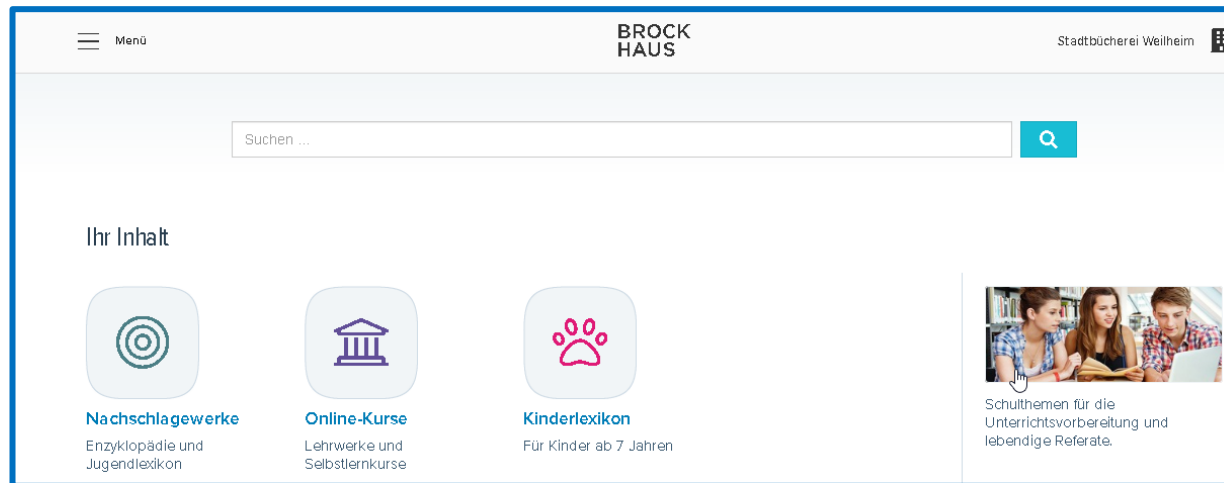 Menü
BROCK
HAUS
Stadtbücherei Weilheim
Suchen ...
Ihr Inhalt
Nachschlagewerke
Enzyklopädie und
Jugendlexikon
Online-Kurse
Lehrwerke und
Selbstlernkurse
Kinderlexikon
Für Kinder ab 7 Jahren
Schulthemen für die
Unterrichtsvorbereitung und
lebendige Referate.